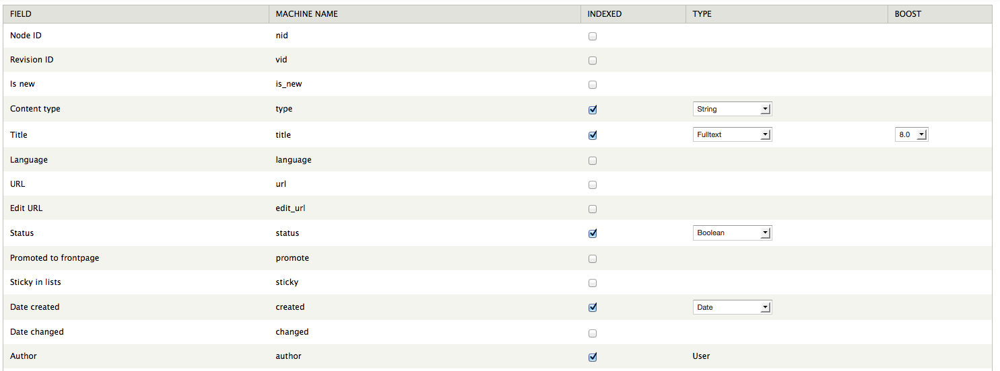 FIELD MACHINE NAME INDEXED TYPE BOOST
Node ID nid
Revision ID vid
Is new is_new
Content type type String
Title title Fulltext 8.0
Language language
URL url
Edit URL edit_url
Status status Boolean
Promoted to frontpage promote
Sticky in lists sticky
Date created created Date
Date changed changed
Author author User